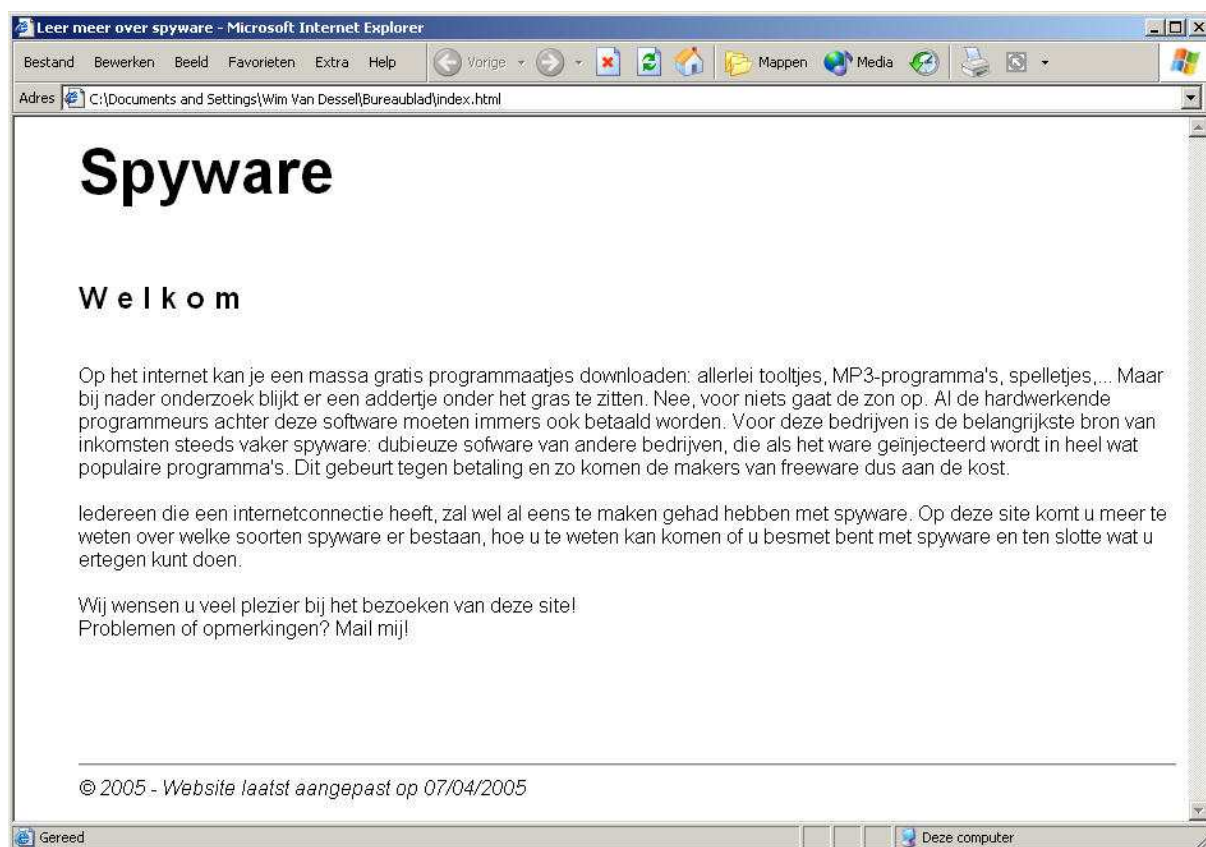 Leer meer over spyware - Microsoft Internet Explorer
Bestand Bewerken Beeld Favorieten Extra Help Vorige Mappen Media
Adres C:\Documents and Settings\Wim Van Dessel\Bureaublad\index.html
Spyware
W e l k o m
Op het internet kan je een massa gratis programmaatjes downloaden: allerlei tooltjes, MP3-programma's, spelletjes,... Maar
bij nader onderzoek blijkt er een addertje onder het gras te zitten. Nee, voor niets gaat de zon op. Al de hardwerkende
programmeurs achter deze software moeten immers ook betaald worden. Voor deze bedrijven is de belangrijkste bron van
inkomsten steeds vaker spyware: dubieuze sofware van andere bedrijven, die als het ware geïnjecteerd wordt in heel wat
populaire programma's. Dit gebeurt tegen betaling en zo komen de makers van freeware dus aan de kost.
Iedereen die een internetconnectie heeft, zal wel al eens te maken gehad hebben met spyware. Op deze site komt u meer te
weten over welke soorten spyware er bestaan, hoe u te weten kan komen of u besmet bent met spyware en ten slotte wat u
ertegen kunt doen.
Wij wensen u veel plezier bij het bezoeken van deze site!
Problemen of opmerkingen? Mail mij!
© 2005 - Website laatst aangepast op 07/04/2005
Gereed Deze computer